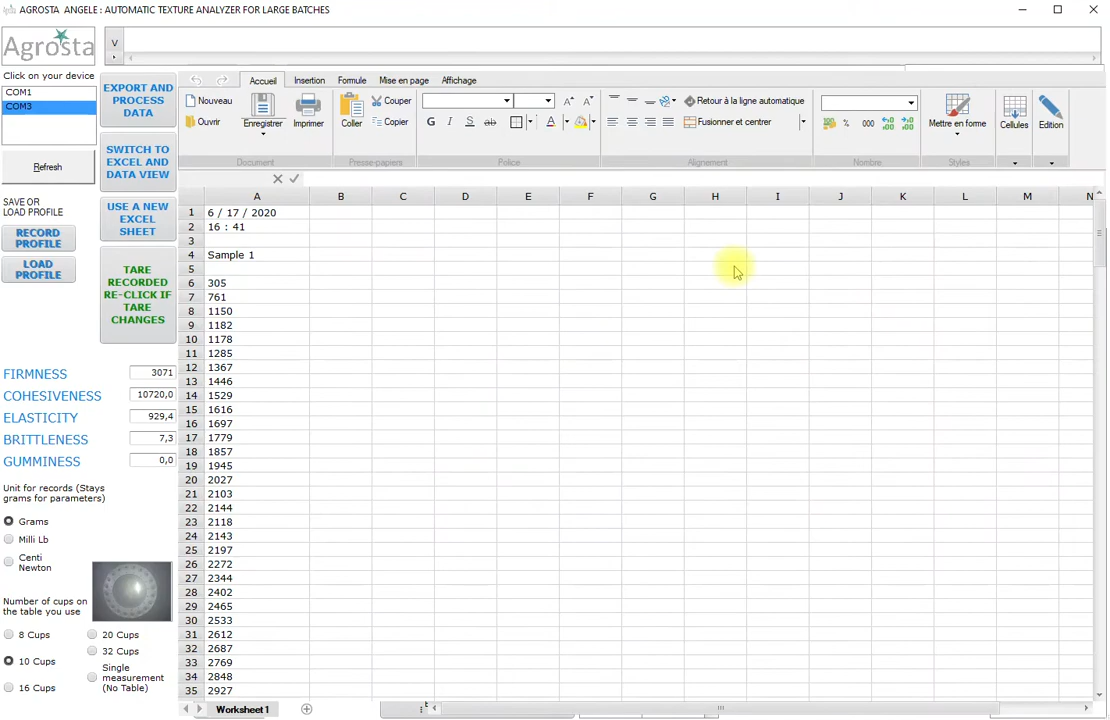 AGROSTA ANGELE : AUTOMATIC TEXTURE ANALYZER FOR LARGE BATCHES
Agrosta
V
Click on your device
COM1
COM3
Refresh
SAVE OR
LOAD PROFILE
RECORD
PROFILE
LOAD
PROFILE
EXPORT AND
PROCESS
DATA
SWITCH TO
EXCEL AND
DATA VIEW
USE A NEW
EXCEL
SHEET
TARE
RECORDED
RE-CLICK IF
TARE
CHANGES
Accueil Insertion Formule Mise en page Affichage
Nouveau
Ouvrir
Enregistrer
Imprimer
Document
Coller
Couper
Copier
Presse-papiers
A A
G I S ab A
Police
Retour à la ligne automatique
Fusionner et centrer
Alignement
% 000
Nombre
Mettre en forme
Styles
Cellules
Edition
A B C D E F G H I J K L M N
1 6 / 17 / 2020
2 16 : 41
3
4 Sample 1
5
6 305
7 761
8 1150
9 1182
10 1178
11 1285
12 1367
13 1446
14 1529
15 1616
16 1697
17 1779
18 1857
19 1945
20 2027
21 2103
22 2144
23 2118
24 2143
25 2197
26 2272
27 2344
28 2402
29 2465
30 2533
31 2612
32 2687
33 2769
34 2848
35 2927
FIRMNESS 3071
COHESIVENESS 10720,0
ELASTICITY 929,4
BRITTLENESS 7,3
GUMMINESS 0,0
Unit for records (Stays
grams for parameters)
Grams
Milli Lb
Centi
Newton
Number of cups on
the table you use
8 Cups
10 Cups
16 Cups
20 Cups
32 Cups
Single
measurement
(No Table)
Worksheet1